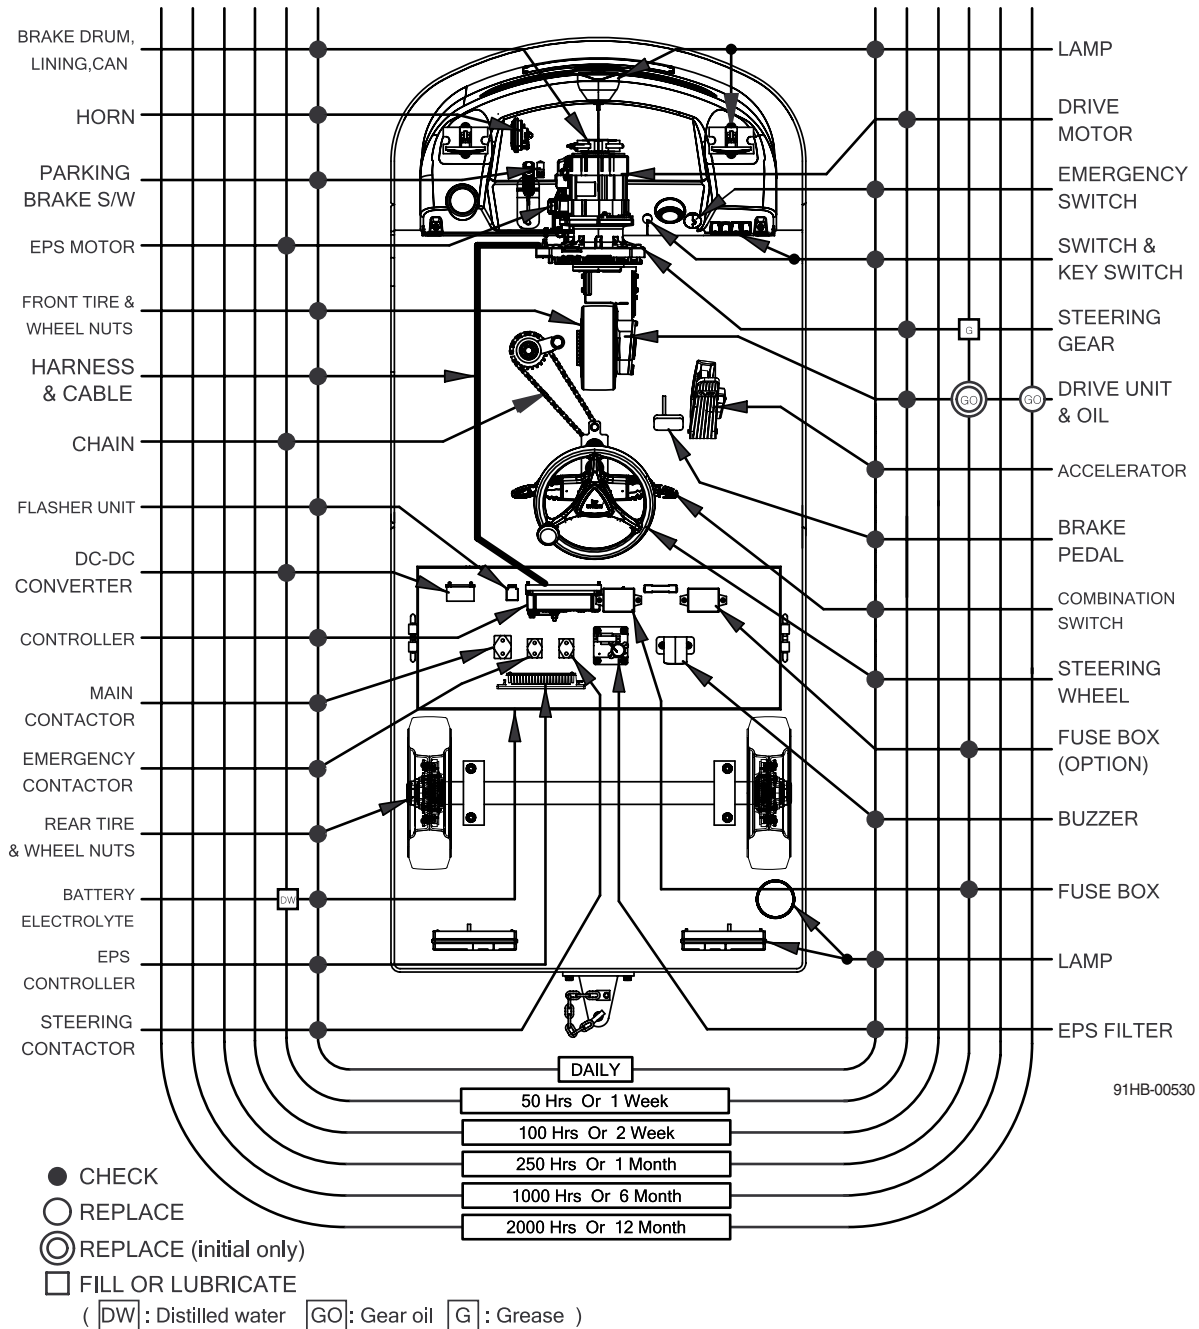 BRAKE DRUM,
LINING,CAN
HORN
PARKING
BRAKE S/W
EPS MOTOR
FRONT TIRE &
WHEEL NUTS
HARNESS
& CABLE
CHAIN
FLASHER UNIT
DC-DC
CONVERTER
CONTROLLER
MAIN
CONTACTOR
EMERGENCY
CONTACTOR
REAR TIRE
& WHEEL NUTS
BATTERY
ELECTROLYTE
DW
EPS
CONTROLLER
STEERING
CONTACTOR
LAMP
DRIVE
MOTOR
EMERGENCY
SWITCH
SWITCH &
KEY SWITCH
G
STEERING
GEAR
GO
GO
DRIVE UNIT
& OIL
ACCELERATOR
BRAKE
PEDAL
COMBINATION
SWITCH
STEERING
WHEEL
FUSE BOX
(OPTION)
BUZZER
FUSE BOX
LAMP
EPS FILTER
91HB-00530
DAILY
50 Hrs Or 1 Week
100 Hrs Or 2 Week
250 Hrs Or 1 Month
1000 Hrs Or 6 Month
2000 Hrs Or 12 Month
CHECK
REPLACE
REPLACE (initial only)
FILL OR LUBRICATE
( DW : Distilled water GO : Gear oil G : Grease )